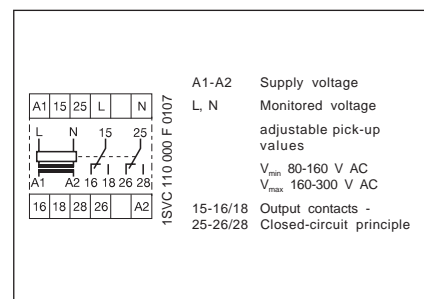 A1 15 25 L N
L N 15 25
A1 A2 16 18 26 28
16 18 28 26 A2
1SVC 110 000 F 0107
A1-A2 Supply voltage
L, N Monitored voltage
adjustable pick-up
values
Vmin 80-160 V AC
Vmax 160-300 V AC
15-16/18 Output contacts -
25-26/28 Closed-circuit principle